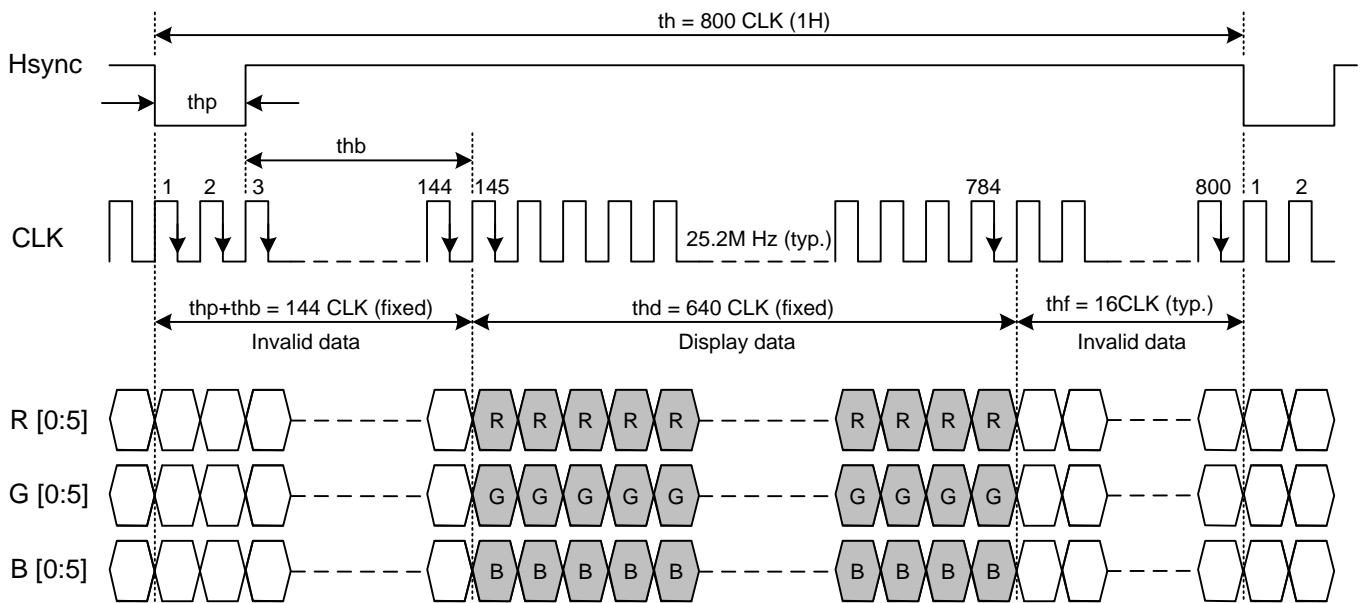 th = 800 CLK (1H)
Hsync
thp
thb
1 2 3 144 145 784 800 1 2
CLK
25.2M Hz (typ.)
thp+thb = 144 CLK (fixed) thd = 640 CLK (fixed) thf = 16CLK (typ.)
Invalid data Display data Invalid data
R [0:5] R R R R R R R R R
G [0:5] G G G G G G G G G
B [0:5] B B B B B B B B B